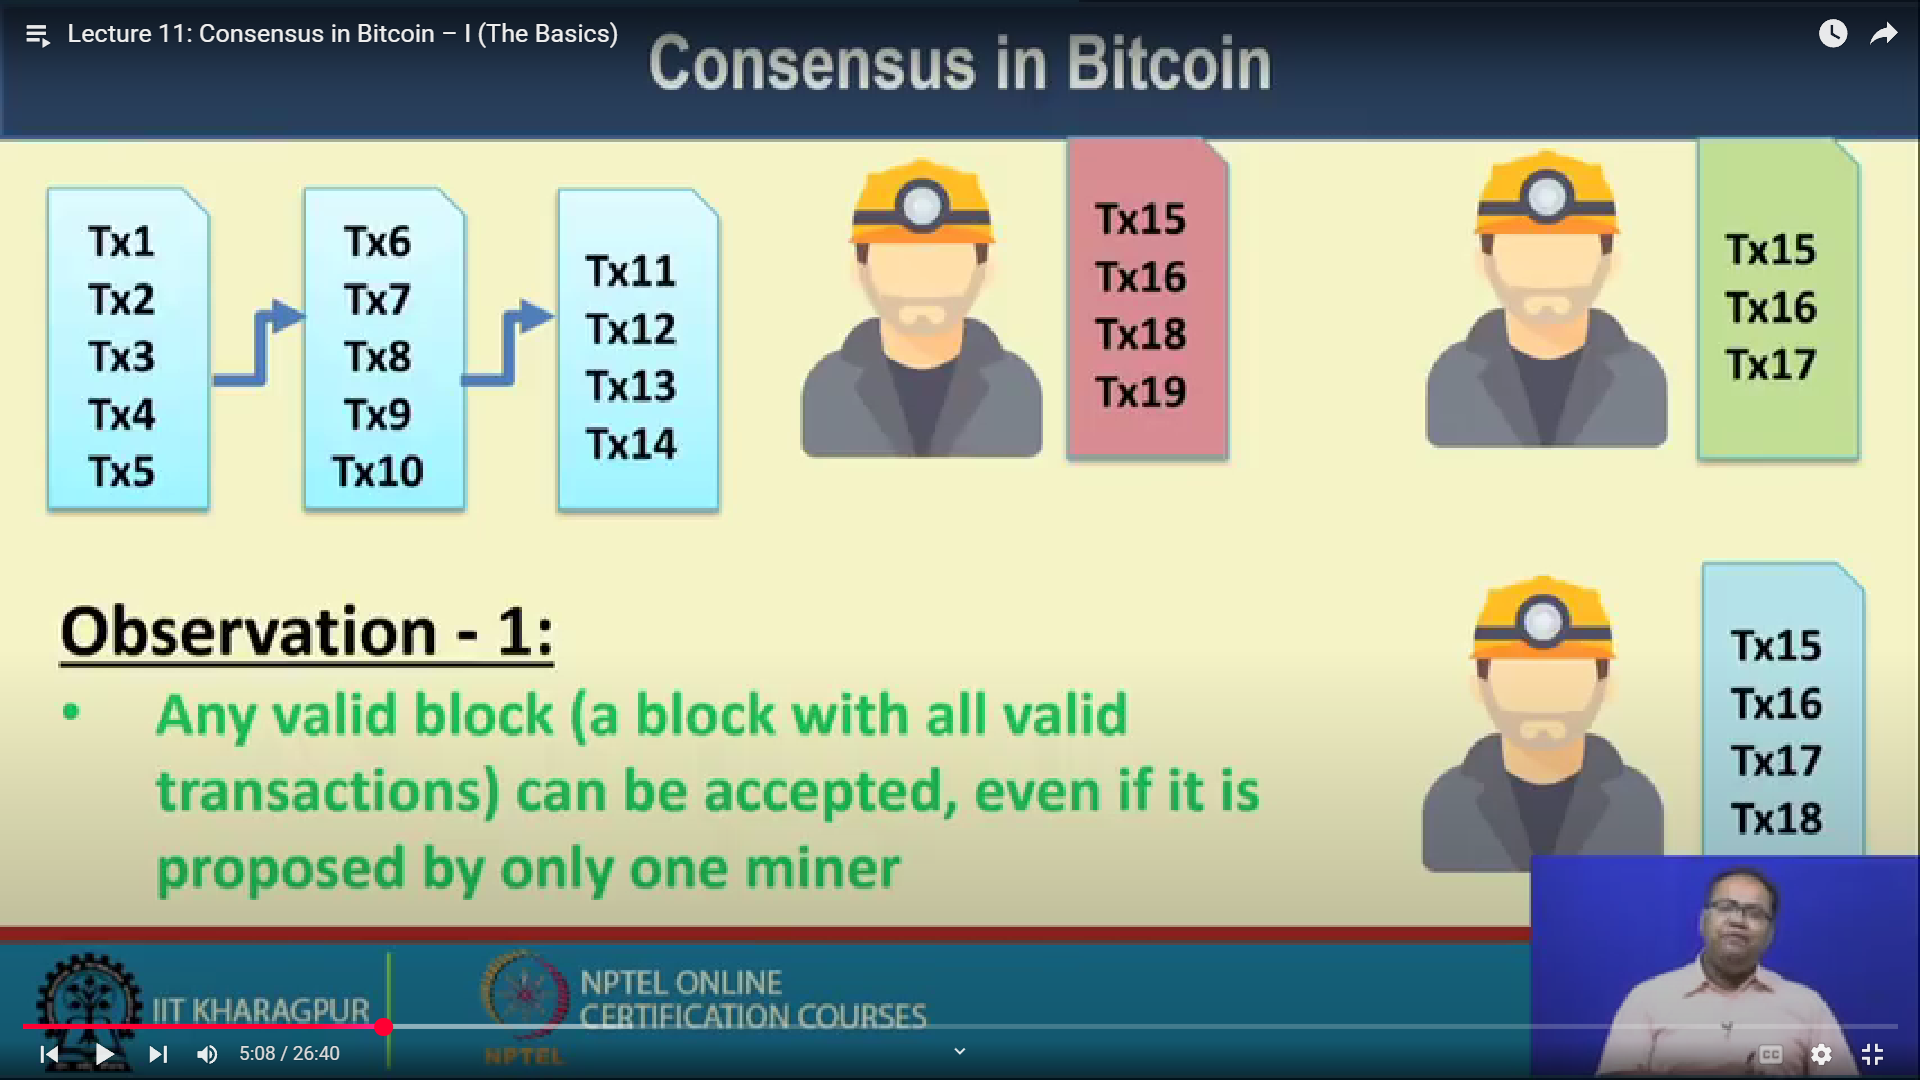 Lecture 11: Consensus in Bitcoin – I (The Basics)
Consensus in Bitcoin
Tx1
Tx2
Tx3
Tx4
Tx5
Tx6
Tx7
Tx8
Tx9
Tx10
Tx11
Tx12
Tx13
Tx14
Tx15
Tx16
Tx18
Tx19
Tx15
Tx16
Tx17
Tx15
Tx16
Tx17
Tx18
Observation - 1:
• Any valid block (a block with all valid
transactions) can be accepted, even if it is
proposed by only one miner
IIT KHARAGPUR
NPTEL
NPTEL ONLINE
CERTIFICATION COURSES
5:08 / 26:40
CC